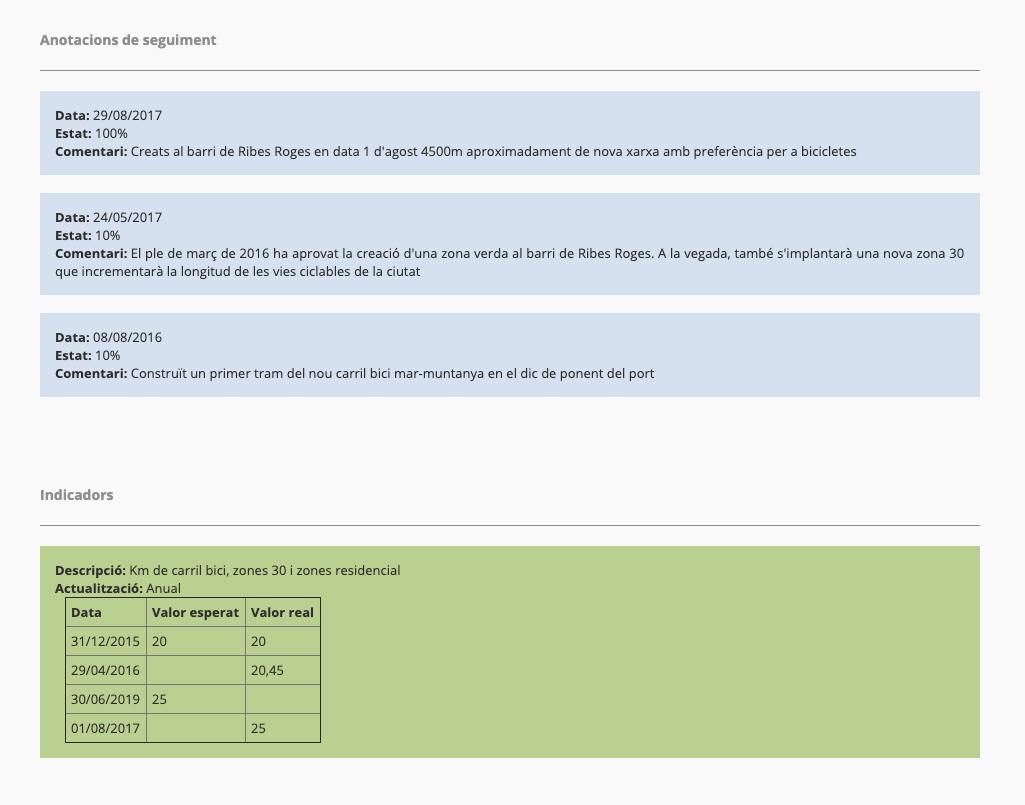 Anotacions de seguiment
Data: 29/08/2017
Estat: 100%
Comentari: Creats al barri de Ribes Roges en data 1 d'agost 4500m aproximadament de nova xarxa amb preferència per a bicicletes
Data: 24/05/2017
Estat: 10%
Comentari: El ple de març de 2016 ha aprovat la creació d'una zona verda al barri de Ribes Roges. A la vegada, també s'implantarà una nova zona 30
que incrementarà la longitud de les vies ciclables de la ciutat
Data: 08/08/2016
Estat: 10%
Comentari: Construït un primer tram del nou carril bici mar-muntanya en el dic de ponent del port
Indicadors
Descripció: Km de carril bici, zones 30 i zones residencial
Actualització: Anual
Data Valor esperat Valor real
31/12/2015 20 20
29/04/2016 20,45
30/06/2019 25
01/08/2017 25